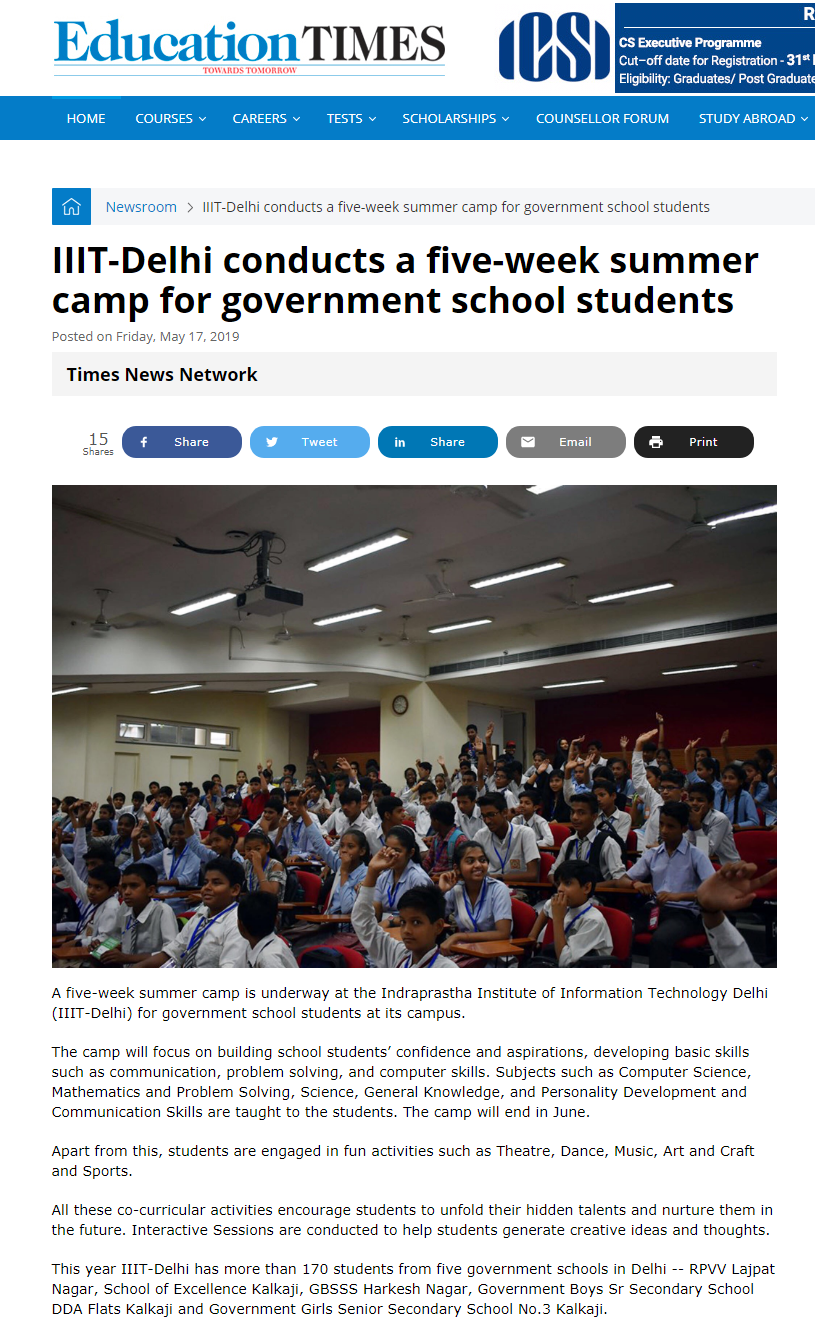 Education TIMES
TOWARDS TOMORROW
ICSI
R
CS Executive Programme
Cut-off date for Registration - 31st
Eligibility: Graduates/ Post Graduate
HOME COURSES CAREERS TESTS SCHOLARSHIPS COUNSELLOR FORUM STUDY ABROAD
Newsroom > IIIT-Delhi conducts a five-week summer camp for government school students
IIIT-Delhi conducts a five-week summer
camp for government school students
Posted on Friday, May 17, 2019
Times News Network
15
Shares
Share Tweet Share Email Print
A five-week summer camp is underway at the Indraprastha Institute of Information Technology Delhi
(IIIT-Delhi) for government school students at its campus.
The camp will focus on building school students’ confidence and aspirations, developing basic skills
such as communication, problem solving, and computer skills. Subjects such as Computer Science,
Mathematics and Problem Solving, Science, General Knowledge, and Personality Development and
Communication Skills are taught to the students. The camp will end in June.
Apart from this, students are engaged in fun activities such as Theatre, Dance, Music, Art and Craft
and Sports.
All these co-curricular activities encourage students to unfold their hidden talents and nurture them in
the future. Interactive Sessions are conducted to help students generate creative ideas and thoughts.
This year IIIT-Delhi has more than 170 students from five government schools in Delhi -- RPVV Lajpat
Nagar, School of Excellence Kalkaji, GBSSS Harkesh Nagar, Government Boys Sr Secondary School
DDA Flats Kalkaji and Government Girls Senior Secondary School No.3 Kalkaji.